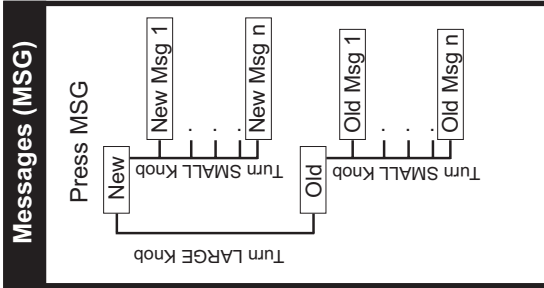 Messages (MSG)
Press MSG
New
New Msg 1
.
.
.
New Msg n
Turn SMALL Knob
Old
Old Msg 1
.
.
.
Old Msg n
Turn SMALL Knob
Turn LARGE Knob